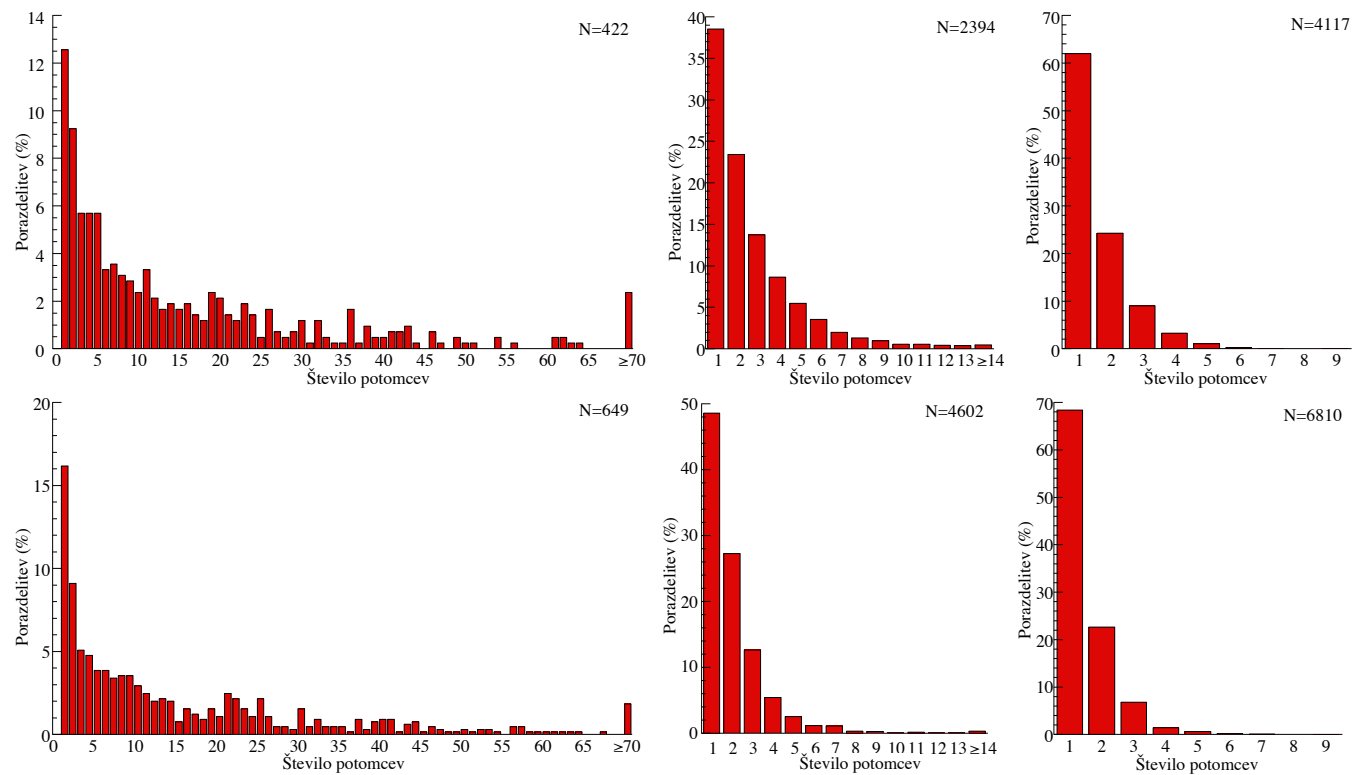 N=422
Porazdelitev (%)
14
12
10
8
6
4
2
0
0 5 10 15 20 25 30 35 40 45 50 55 60 65 ≥70
Število potomcev
N=2394
Porazdelitev (%)
40
35
30
25
20
15
10
5
0
1 2 3 4 5 6 7 8 9 10 11 12 13 ≥14
Število potomcev
N=4117
Porazdelitev (%)
70
60
50
40
30
20
10
0
1 2 3 4 5 6 7 8 9
Število potomcev
N=649
Porazdelitev (%)
20
15
10
5
0
0 5 10 15 20 25 30 35 40 45 50 55 60 65 ≥70
Število potomcev
N=4602
Porazdelitev (%)
50
40
30
20
10
0
1 2 3 4 5 6 7 8 9 10 11 12 13 ≥14
Število potomcev
N=6810
Porazdelitev (%)
70
60
50
40
30
20
10
0
1 2 3 4 5 6 7 8 9
Število potomcev